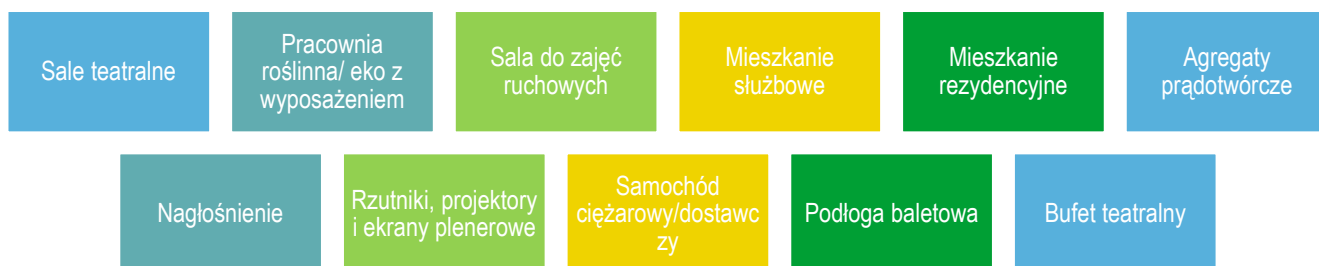 Sale teatralne
Pracownia
roślinna/ eko z
wyposażeniem
Sala do zajęć
ruchowych
Mieszkanie
służbowe
Mieszkanie
rezydencyjne
Agregaty
prądotwórcze
Nagłośnienie
Rzutniki, projektory
i ekrany plenerowe
Samochód
ciężarowy/dostawc
zy
Podłoga baletowa
Bufet teatralny